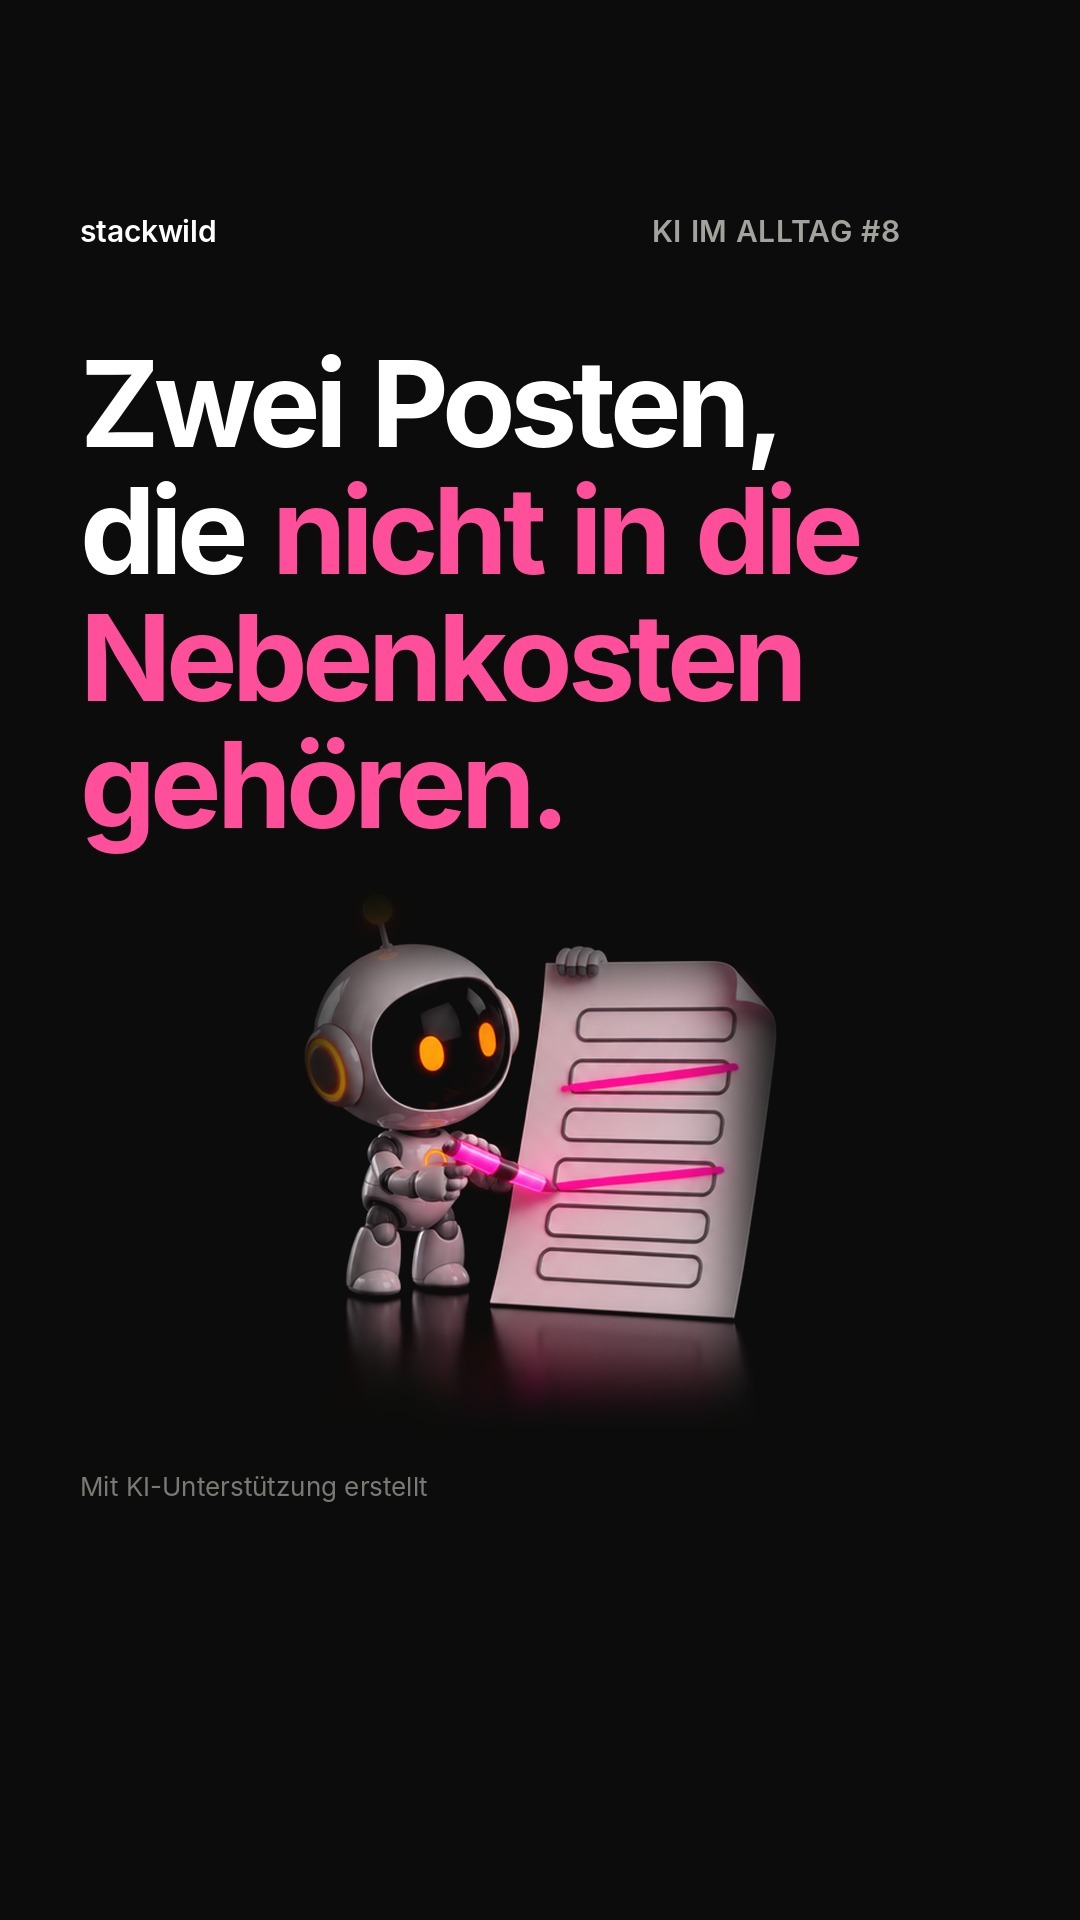 stackwild
KI IM ALLTAG #8
Zwei Posten,
die nicht in die
Nebenkosten
gehören.
Mit KI-Unterstützung erstellt